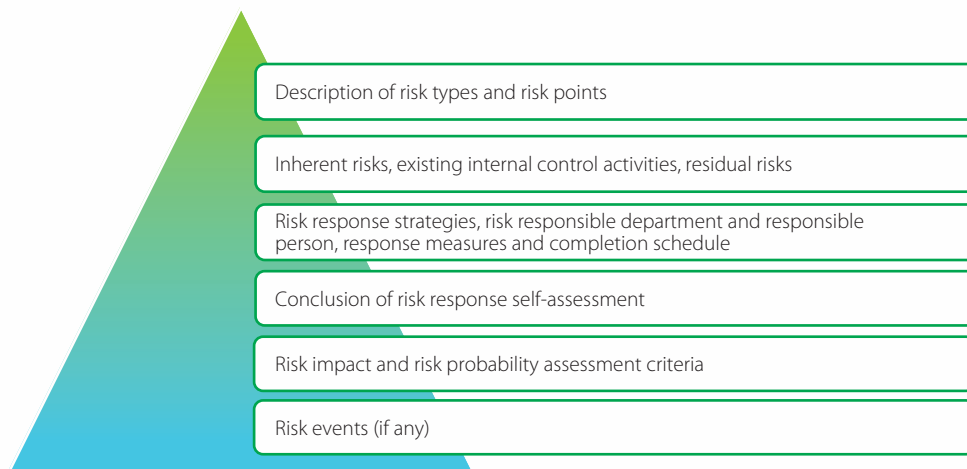 Description of risk types and risk points
Inherent risks, existing internal control activities, residual risks
Risk response strategies, risk responsible department and responsible
person, response measures and completion schedule
Conclusion of risk response self-assessment
Risk impact and risk probability assessment criteria
Risk events (if any)